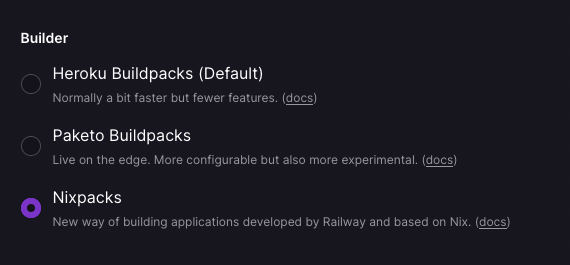 Builder
Heroku Buildpacks (Default)
Normally a bit faster but fewer features. (docs)
Paketo Buildpacks
Live on the edge. More configurable but also more experimental. (docs)
Nixpacks
New way of building applications developed by Railway and based on Nix. (docs)